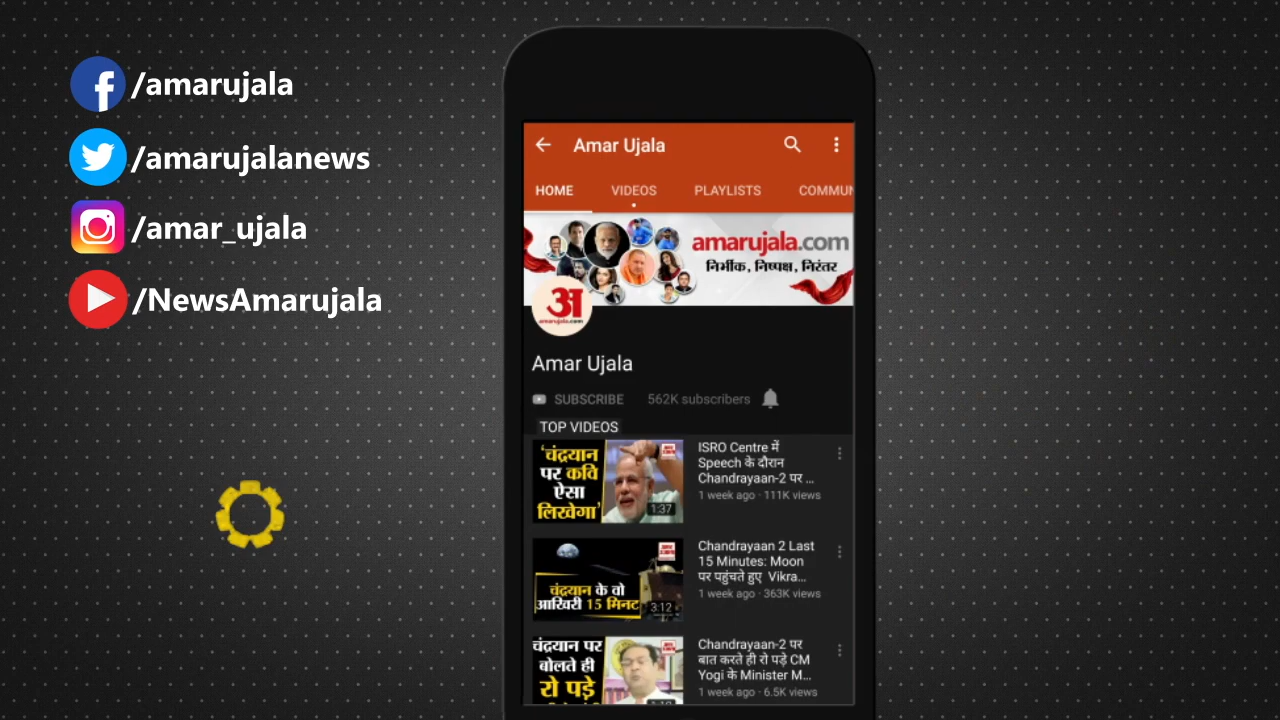 /amarujala
/amarujalanews
/amar_ujala
/NewsAmarujala
Amar Ujala
HOME VIDEOS PLAYLISTS COMMUN
amarujala.com
निर्भीक, निष्पक्ष, निरंतर
अ
amarujala.com
Amar Ujala
SUBSCRIBE 562K subscribers
TOP VIDEOS
'चंद्रयान
पर कवि
ऐसा
लिखेगा'
1:37
ISRO Centre में
Speech के दौरान
Chandrayaan-2 पर ...
1 week ago · 111K views
चंद्रयान के वो
आखिरी 15 मिनट
3:12
Chandrayaan 2 Last
15 Minutes: Moon
पर पहुंचते हुए Vikra...
1 week ago · 363K views
चंद्रयान पर
बोलते ही
रो पड़े
Chandrayaan-2 पर
बात करते ही रो पड़े CM
Yogi के Minister M...
1 week ago · 6.5K views